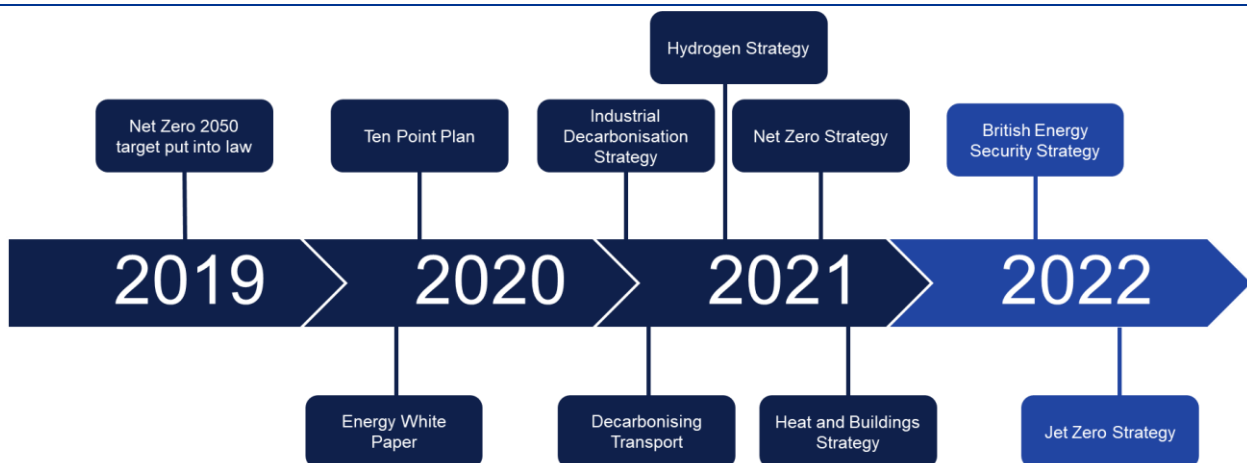 Hydrogen Strategy
Net Zero 2050
target put into law
Ten Point Plan
Industrial
Decarbonisation
Strategy
Net Zero Strategy
British Energy
Security Strategy
2019
2020
2021
2022
Energy White
Paper
Decarbonising
Transport
Heat and Buildings
Strategy
Jet Zero Strategy